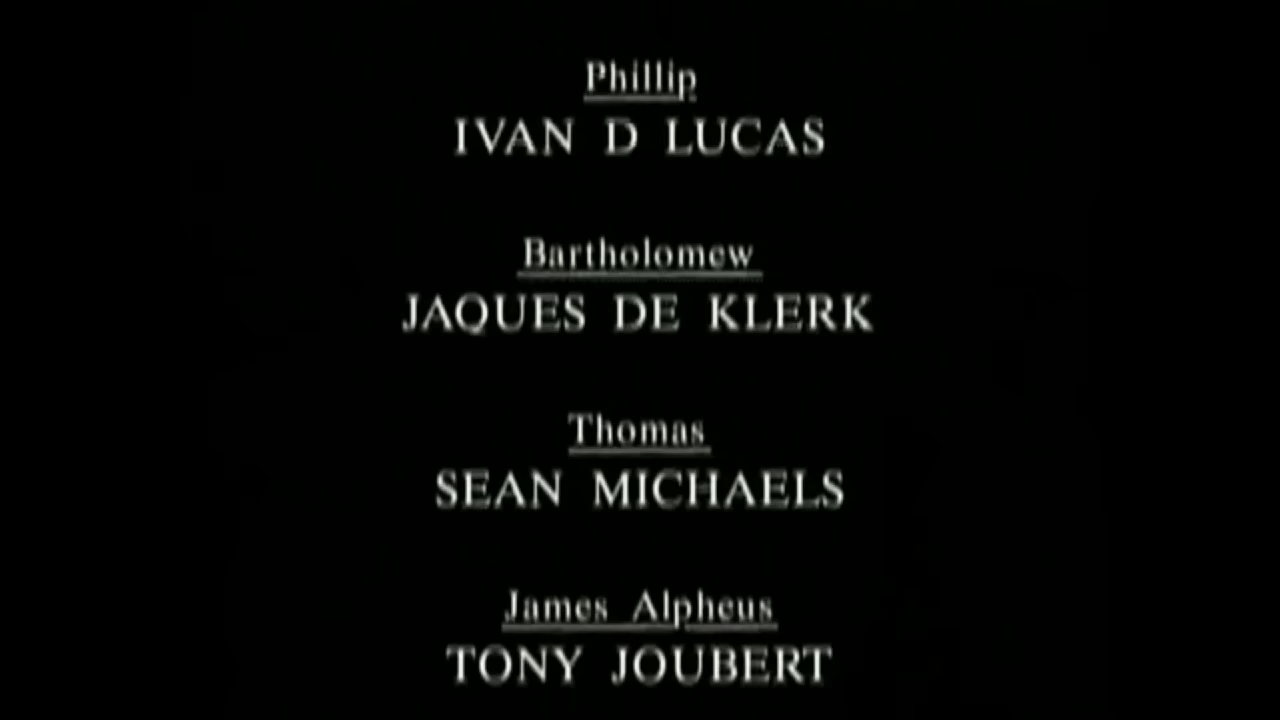 Phillip
IVAN D LUCAS
Bartholomew
JAQUES DE KLERK
Thomas
SEAN MICHAELS
James Alpheus
TONY JOUBERT